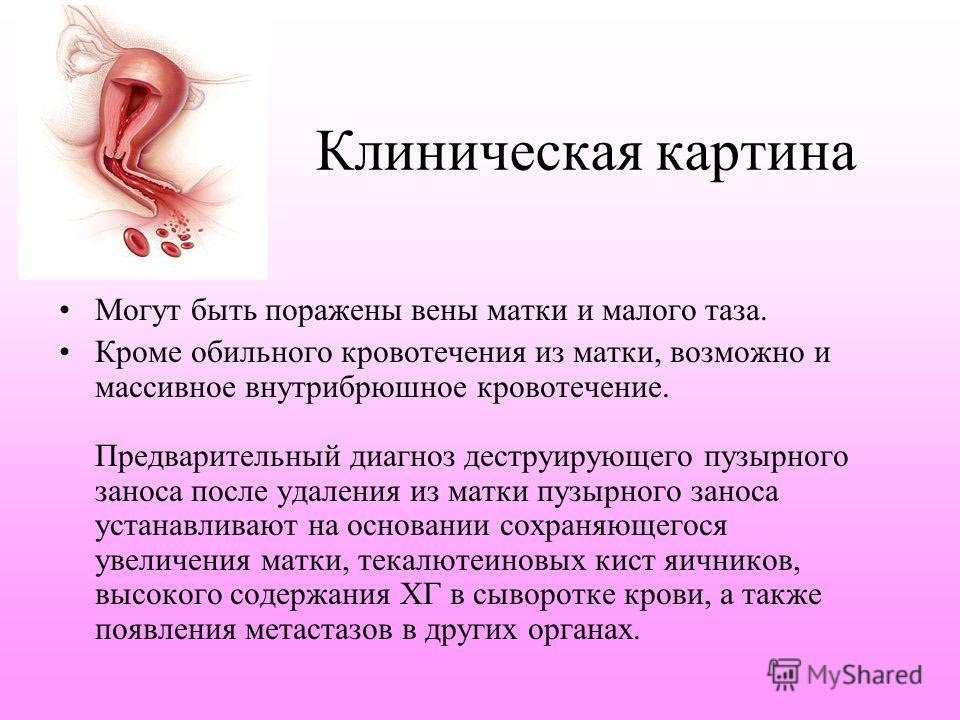 Клиническая картина
• Могут быть поражены вены матки и малого таза.
• Кроме обильного кровотечения из матки, возможно и
массивное внутрибрюшное кровотечение.
Предварительный диагноз деструирующего пузырного
заноса после удаления из матки пузырного заноса
устанавливают на основании сохраняющегося
увеличения матки, текалютеиновых кист яичников,
высокого содержания ХГ в сыворотке крови, а также
появления метастазов в других органах.
MyShared